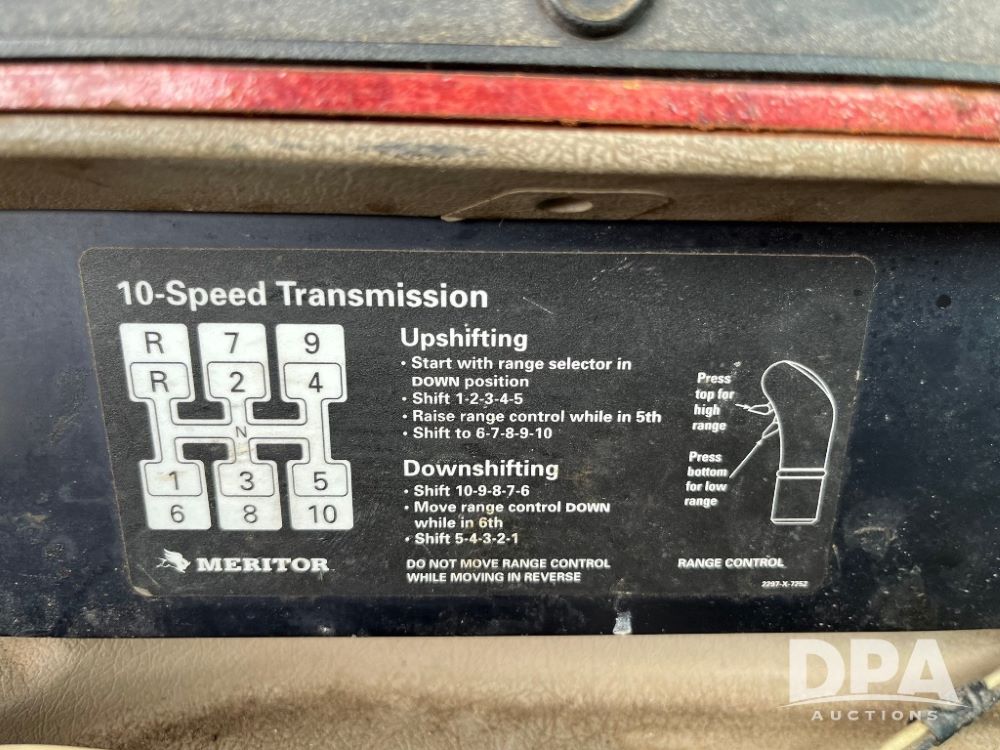 10-Speed Transmission
R 7 9
R 2 4
N
1 3 5
6 8 10
MERITOR
Upshifting
• Start with range selector in
DOWN position
• Shift 1-2-3-4-5
• Raise range control while in 5th
• Shift to 6-7-8-9-10
Downshifting
• Shift 10-9-8-7-6
• Move range control DOWN
while in 6th
• Shift 5-4-3-2-1
DO NOT MOVE RANGE CONTROL
WHILE MOVING IN REVERSE
Press
top for
high
range
Press
bottom
for low
range
RANGE CONTROL
2297-X-7252
DPA
AUCTIONS